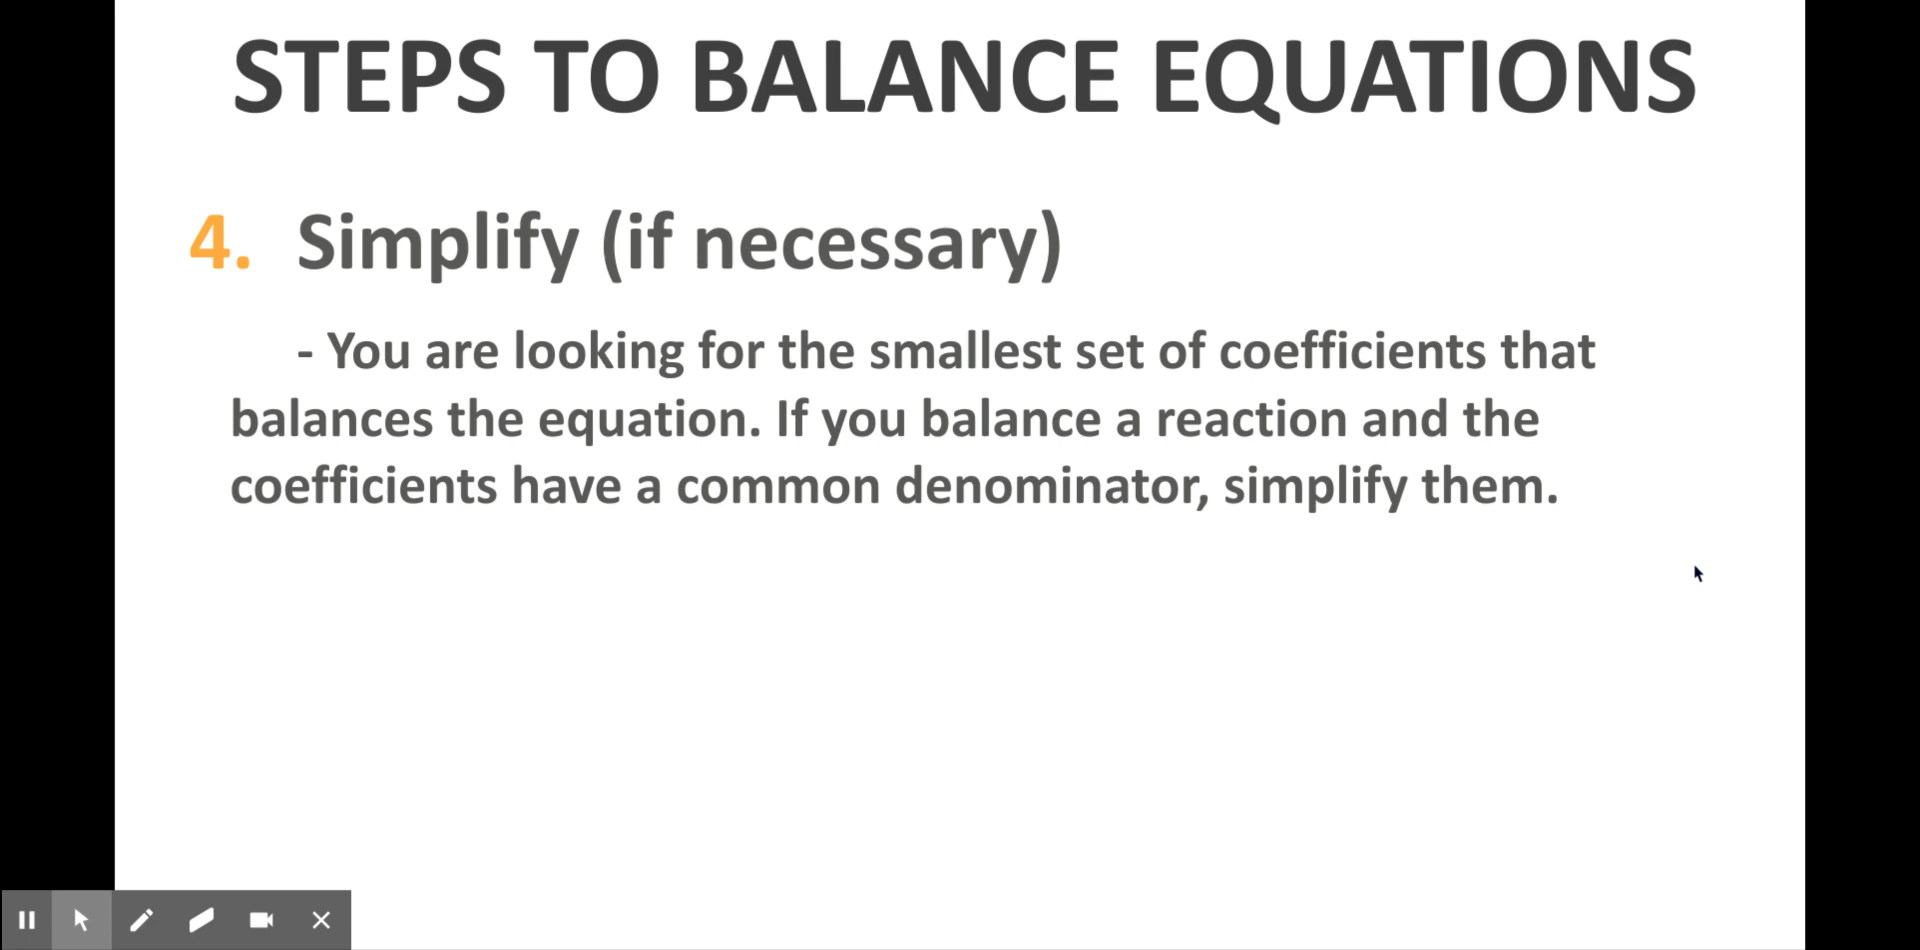 STEPS TO BALANCE EQUATIONS
4. Simplify (if necessary)
- You are looking for the smallest set of coefficients that
balances the equation. If you balance a reaction and the
coefficients have a common denominator, simplify them.